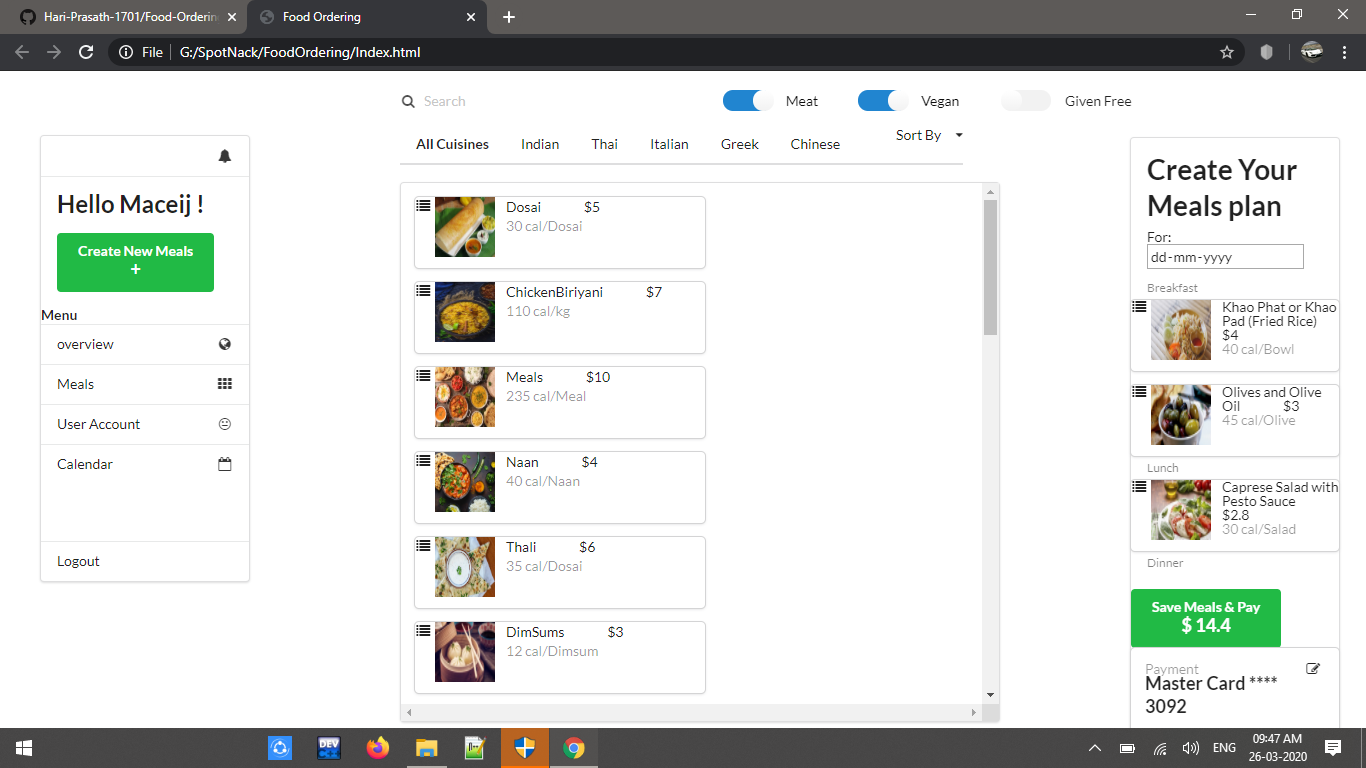 Hari-Prasath-1701/Food-Orderin
Food Ordering
File
G:/SpotNack/FoodOrdering/Index.html
Search
Meat
Vegan
Given Free
All Cuisines
Indian
Thai
Italian
Greek
Chinese
Sort By
Hello Maceij !
Create New Meals
+
Menu
overview
Meals
User Account
Calendar
Logout
Dosai $5
30 cal/Dosai
ChickenBiriyani $7
110 cal/kg
Meals $10
235 cal/Meal
Naan $4
40 cal/Naan
Thali $6
35 cal/Dosai
DimSums $3
12 cal/Dimsum
Create Your
Meals plan
For:
dd-mm-yyyy
Breakfast
Khao Phat or Khao
Pad (Fried Rice)
$4
40 cal/Bowl
Olives and Olive
Oil $3
45 cal/Olive
Lunch
Caprese Salad with
Pesto Sauce
$2.8
30 cal/Salad
Dinner
Save Meals & Pay
$ 14.4
Payment
Master Card ****
3092
DEV
C++
ENG
09:47 AM
26-03-2020